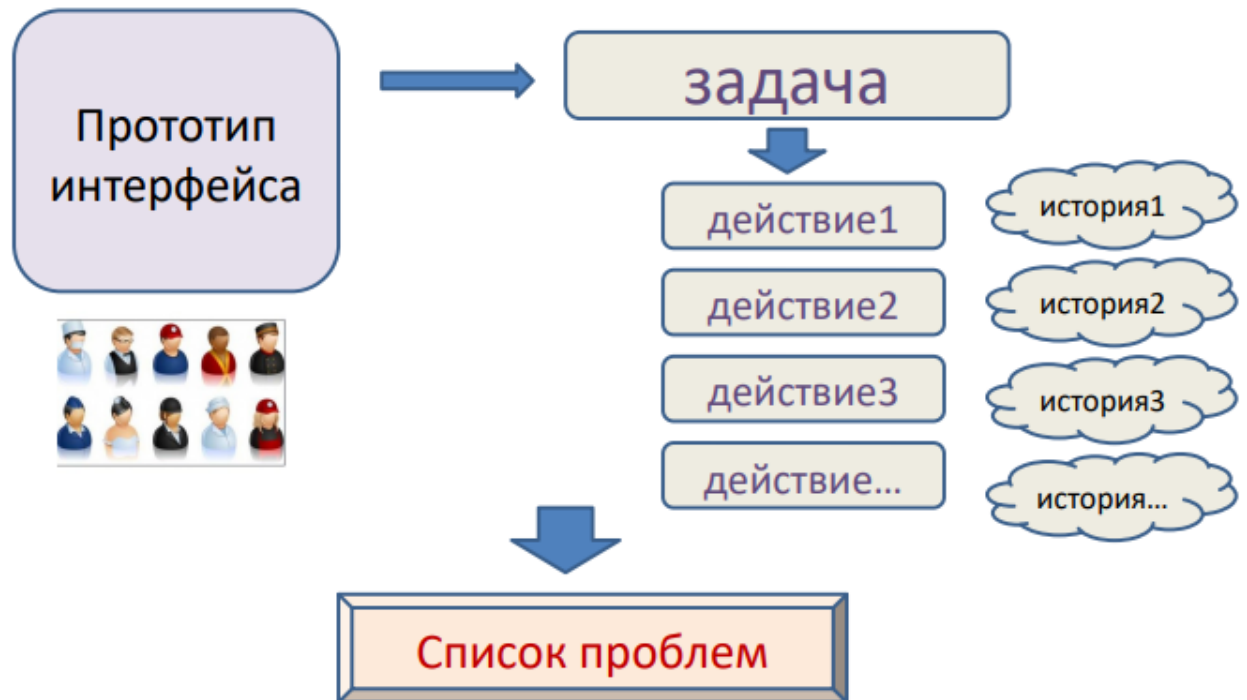 Прототип
интерфейса
задача
действие1
история1
действие2
история2
действие3
история3
действие...
история...
Список проблем